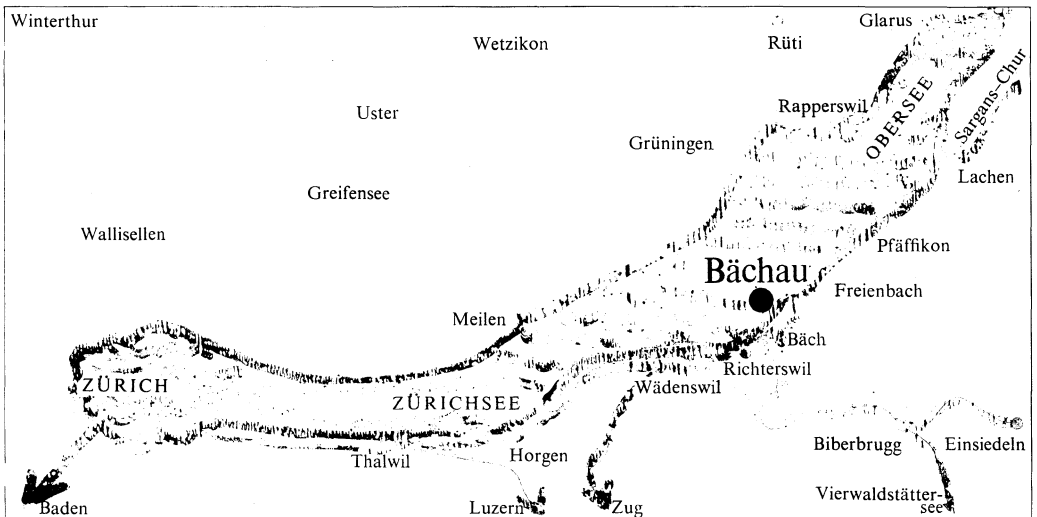 Winterthur
Glarus
Wetzikon
Rüti
Sargans–Chur
OBERSEE
Rapperswil
Uster
Grüningen
Lachen
Greifensee
Wallisellen
Pfäffikon
Bächau
Freienbach
Meilen
Bäch
Richterswil
ZÜRICH
Wädenswil
ZÜRICHSEE
Biberbrugg
Einsiedeln
Horgen
Thalwil
Vierwaldstätter-
see
Baden
Luzern
Zug